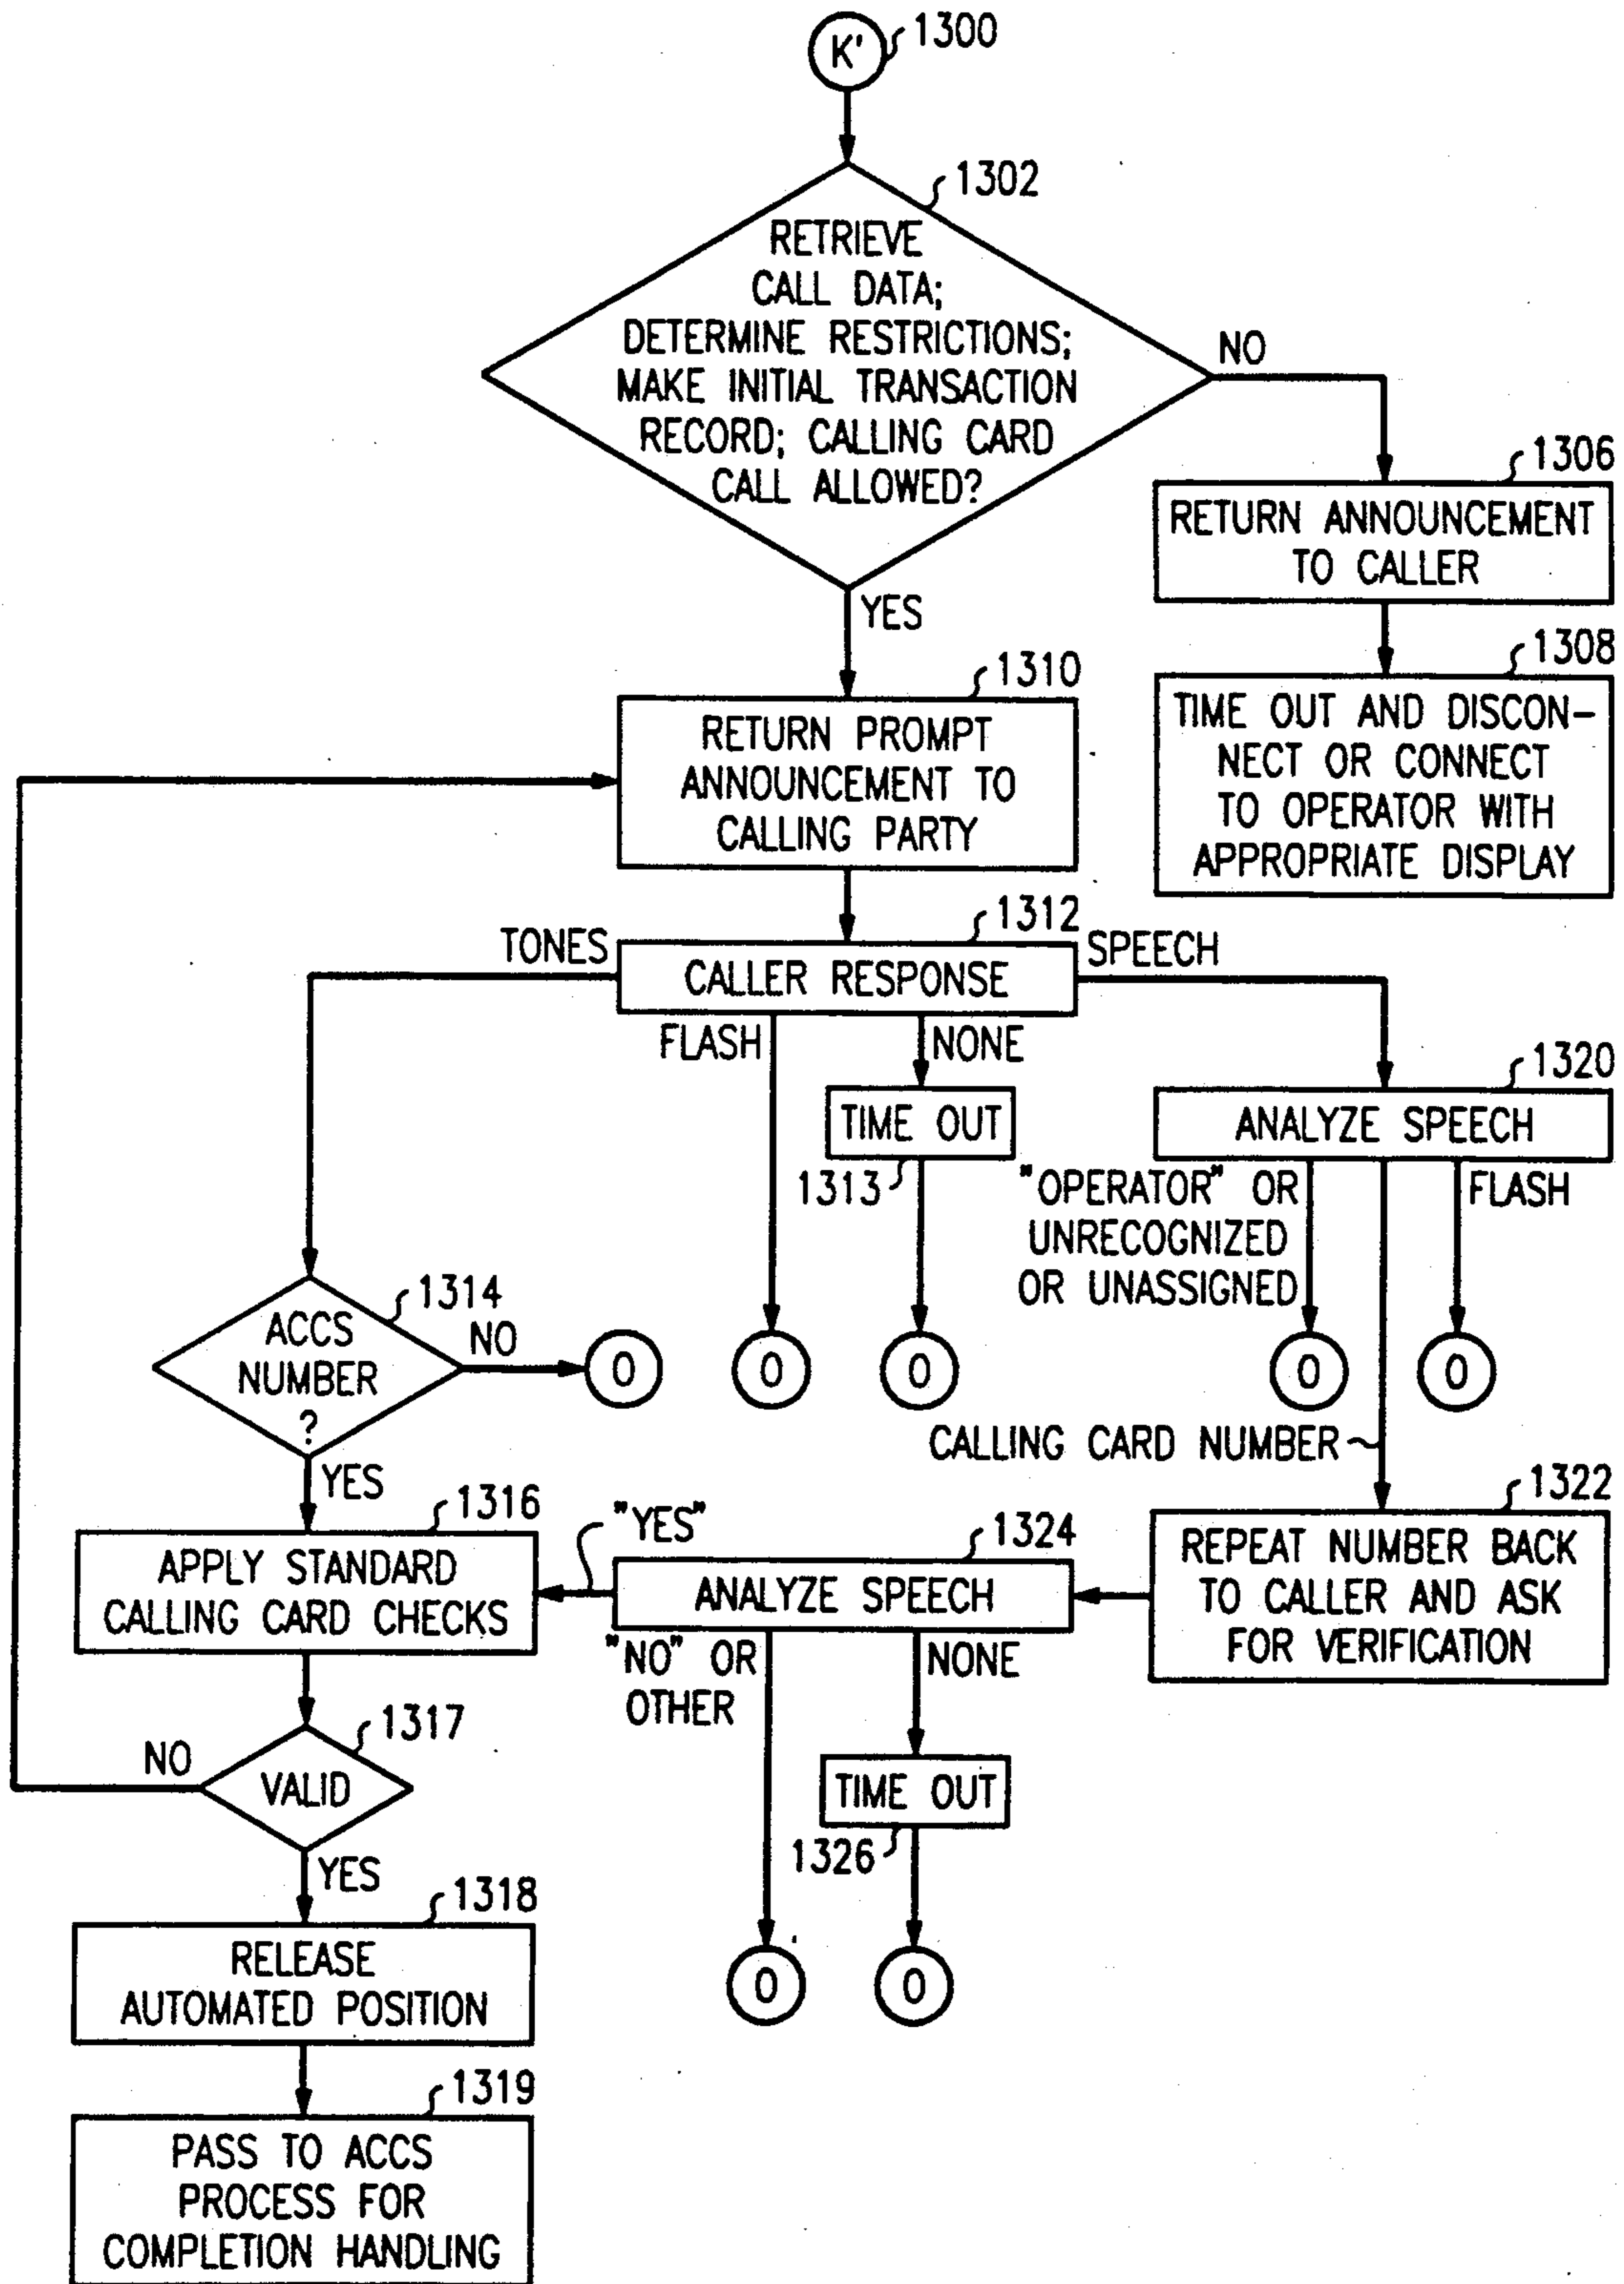 K'
1300
1302
RETRIEVE
CALL DATA;
DETERMINE RESTRICTIONS;
MAKE INITIAL TRANSACTION
RECORD; CALLING CARD
CALL ALLOWED?
NO
YES
1306
RETURN ANNOUNCEMENT
TO CALLER
1308
TIME OUT AND DISCON-
NECT OR CONNECT
TO OPERATOR WITH
APPROPRIATE DISPLAY
1310
RETURN PROMPT
ANNOUNCEMENT TO
CALLING PARTY
1312
TONES
CALLER RESPONSE
SPEECH
FLASH
NONE
TIME OUT
1313
1320
ANALYZE SPEECH
"OPERATOR" OR
UNRECOGNIZED
OR UNASSIGNED
FLASH
1314
ACCS
NUMBER
?
NO
O
O
O
O
O
YES
CALLING CARD NUMBER
1316
APPLY STANDARD
CALLING CARD CHECKS
"YES"
1324
ANALYZE SPEECH
1322
REPEAT NUMBER BACK
TO CALLER AND ASK
FOR VERIFICATION
"NO" OR
OTHER
NONE
TIME OUT
1326
O
O
1317
NO
VALID
YES
1318
RELEASE
AUTOMATED POSITION
1319
PASS TO ACCS
PROCESS FOR
COMPLETION HANDLING